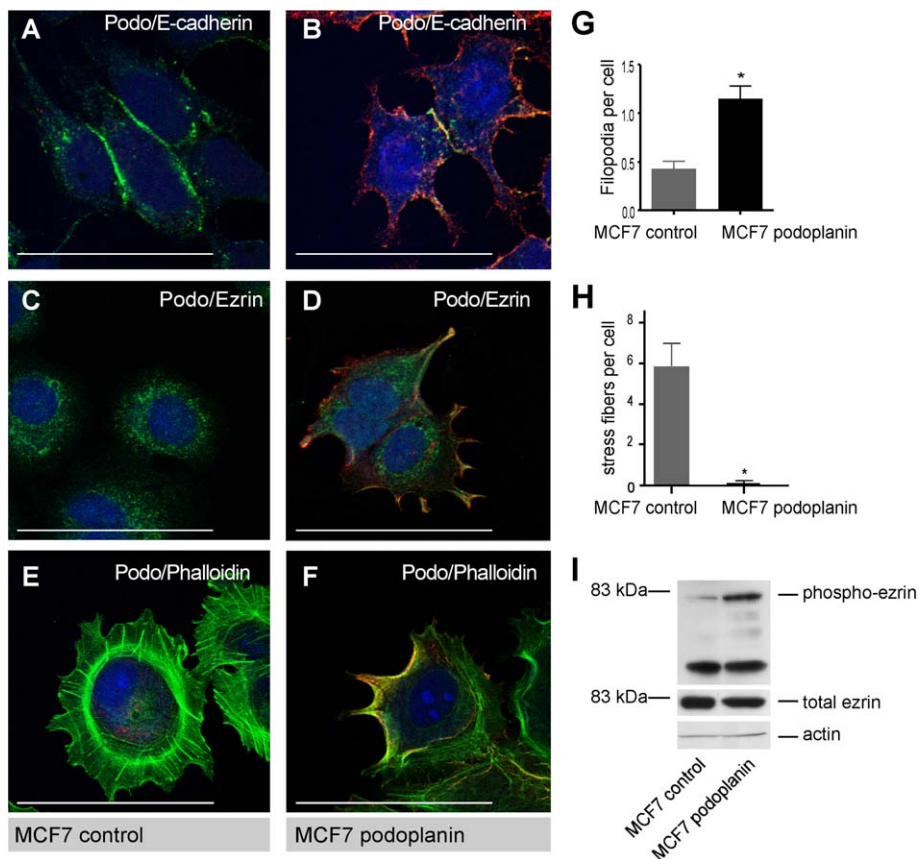 A Podo/E-cadherin
B Podo/E-cadherin
C Podo/Ezrin
D Podo/Ezrin
E Podo/Phalloidin
F Podo/Phalloidin
MCF7 control
MCF7 podoplanin
G
Filopodia per cell
1.5
1.0
0.5
0.0
*
MCF7 control
MCF7 podoplanin
H
stress fibers per cell
8
6
4
2
0
*
MCF7 control
MCF7 podoplanin
I
83 kDa
phospho-ezrin
83 kDa
total ezrin
actin
MCF7 control
MCF7 podoplanin